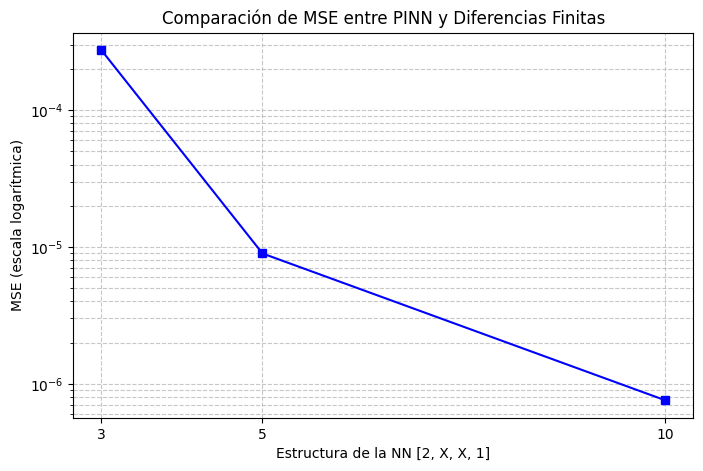 Comparación de MSE entre PINN y Diferencias Finitas
MSE (escala logarítmica)
10⁻⁴
10⁻⁵
10⁻⁶
3
5
10
Estructura de la NN [2, X, X, 1]